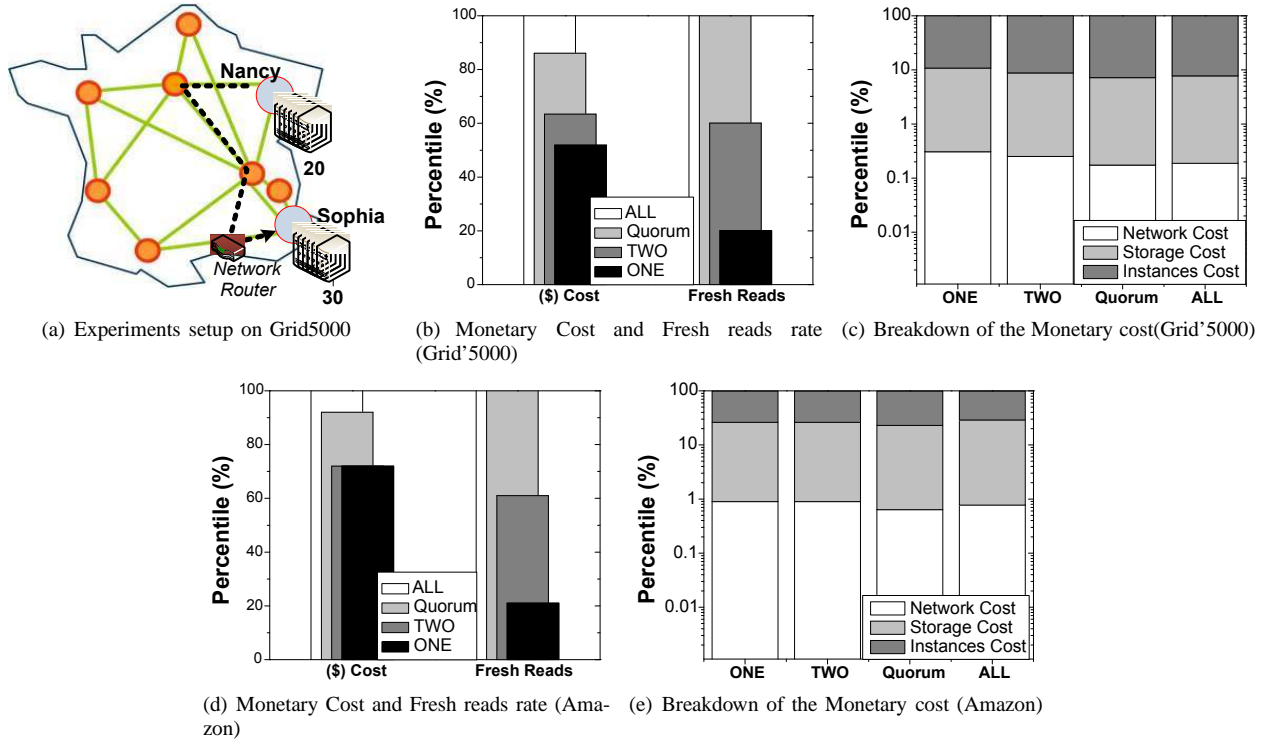 Nancy
20
Sophia
Network
Router
30
(a) Experiments setup on Grid5000
Percentile (%)
100
80
60
40
20
0
ALL
Quorum
TWO
ONE
($) Cost
Fresh Reads
(b) Monetary Cost and Fresh reads rate
(Grid'5000)
Percentile (%)
100
10
1
0.1
0.01
Network Cost
Storage Cost
Instances Cost
ONE
TWO
Quorum
ALL
(c) Breakdown of the Monetary cost(Grid'5000)
Percentile (%)
100
80
60
40
20
0
ALL
Quorum
TWO
ONE
($) Cost
Fresh Reads
(d) Monetary Cost and Fresh reads rate (Ama-
zon)
Percentile (%)
100
10
1
0.1
0.01
Network Cost
Storage Cost
Instances Cost
ONE
TWO
Quorum
ALL
(e) Breakdown of the Monetary cost (Amazon)